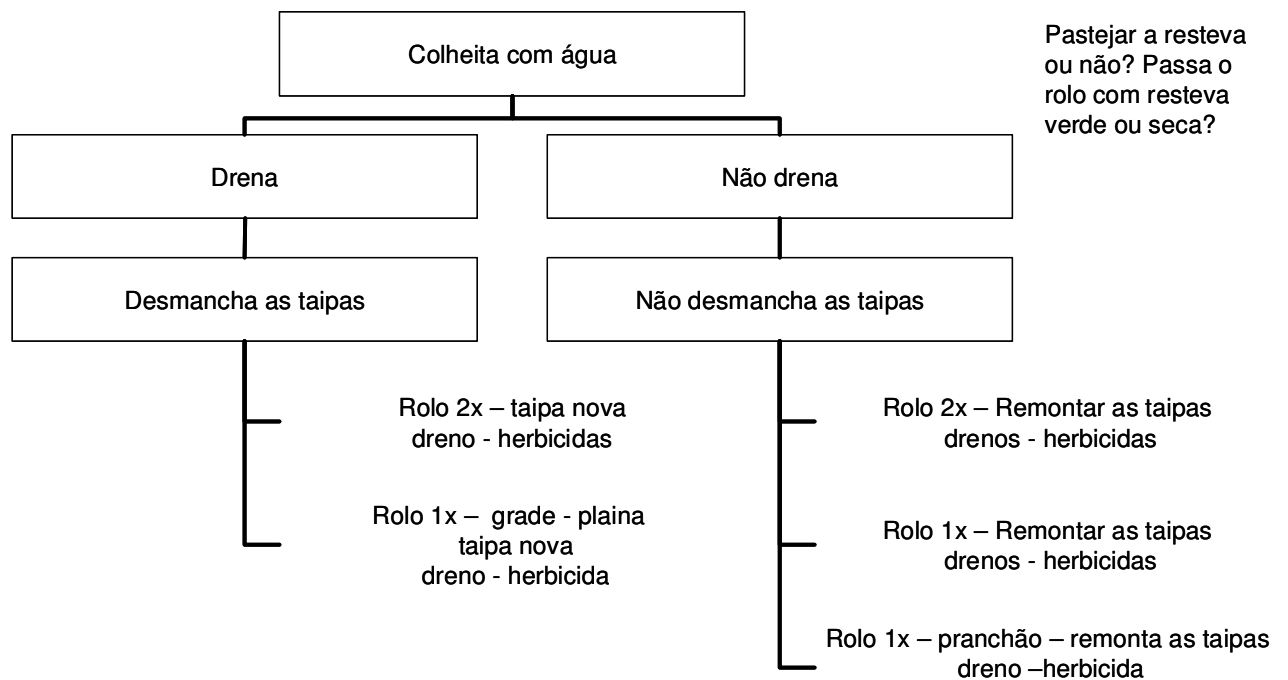 Colheita com água
Pastejar a resteva
ou não? Passa o
rolo com resteva
verde ou seca?
Drena
Não drena
Desmancha as taipas
Não desmancha as taipas
Rolo 2x – taipa nova
dreno - herbicidas
Rolo 1x – grade - plaina
taipa nova
dreno - herbicida
Rolo 2x – Remontar as taipas
drenos - herbicidas
Rolo 1x – Remontar as taipas
drenos - herbicidas
Rolo 1x – pranchão – remonta as taipas
dreno –herbicida